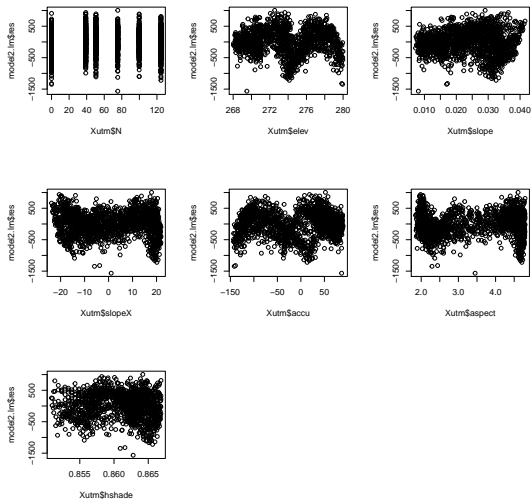 model2.lm$res
-1500 -500 500
0 20 40 60 80 100 120
Xutm$N
model2.lm$res
-1500 -500 500
268 272 276 280
Xutm$elev
model2.lm$res
-1500 -500 500
0.010 0.020 0.030 0.040
Xutm$slope
model2.lm$res
-1500 -500 500
−20 −10 0 10 20
Xutm$slopeX
model2.lm$res
-1500 -500 500
−150 −50 0 50
Xutm$accu
model2.lm$res
-1500 -500 500
2.0 3.0 4.0
Xutm$aspect
model2.lm$res
-1500 -500 500
0.855 0.860 0.865
Xutm$hshade